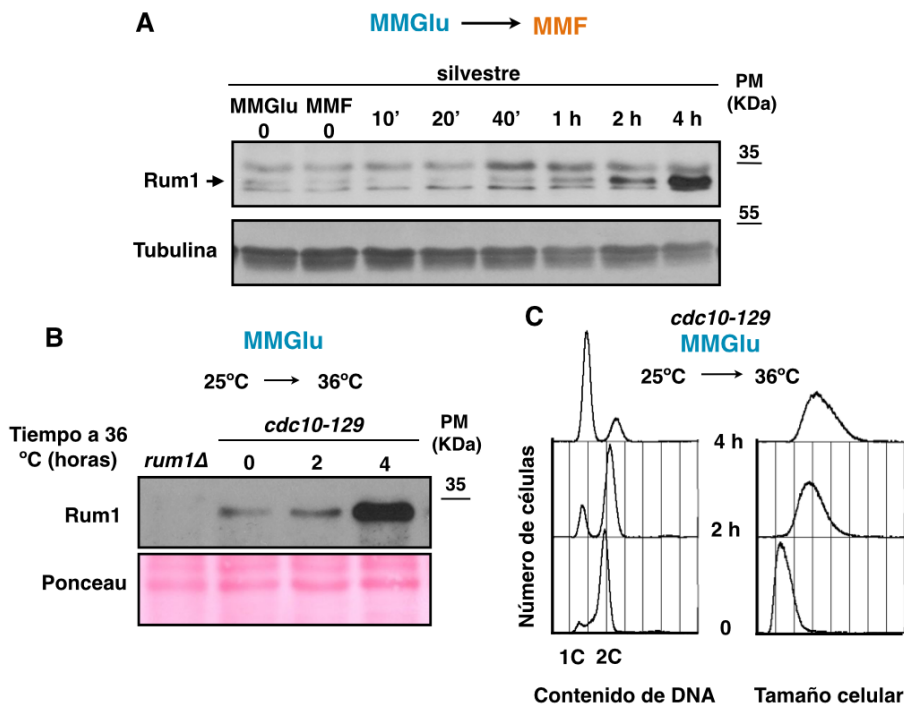 A
MMGlu → MMF
silvestre
PM
(KDa)
MMGlu MMF 10’ 20’ 40’ 1 h 2 h 4 h
0 0
35
Rum1
55
Tubulina
B
MMGlu
25ºC → 36ºC
Tiempo a 36
ºC (horas)
cdc10-129
PM
(KDa)
rum1Δ 0 2 4
35
Rum1
Ponceau
C
cdc10-129
MMGlu
25ºC → 36ºC
Número de células
4 h
2 h
0
1C 2C
Contenido de DNA
Tamaño celular